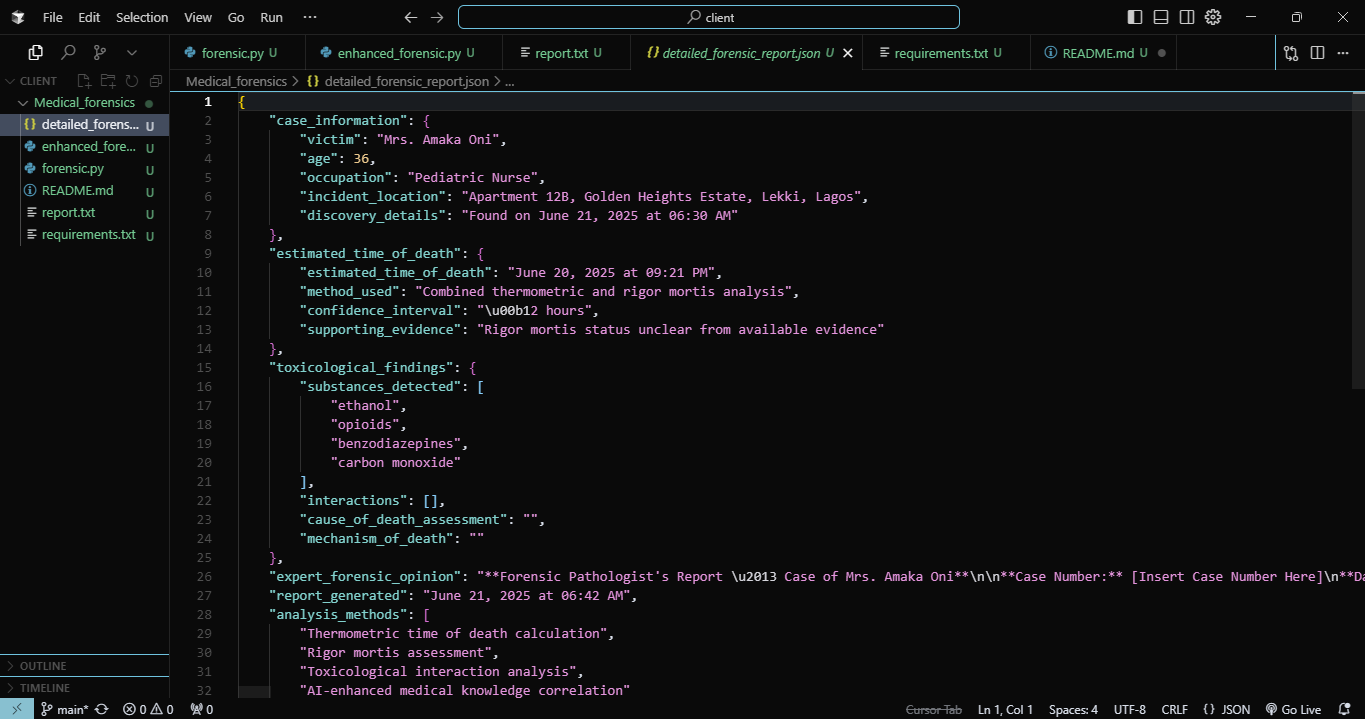 File Edit Selection View Go Run ··· client
forensic.py U enhanced_forensic.py U report.txt U {} detailed_forensic_report.json U requirements.txt U README.md U
CLIENT
Medical_forensics
{} detailed_forens... U
enhanced_fore... U
forensic.py U
README.md U
report.txt U
requirements.txt U
OUTLINE
TIMELINE
Medical_forensics > {} detailed_forensic_report.json > ...
1 {
2 "case_information": {
3 "victim": "Mrs. Amaka Oni",
4 "age": 36,
5 "occupation": "Pediatric Nurse",
6 "incident_location": "Apartment 12B, Golden Heights Estate, Lekki, Lagos",
7 "discovery_details": "Found on June 21, 2025 at 06:30 AM"
8 },
9 "estimated_time_of_death": {
10 "estimated_time_of_death": "June 20, 2025 at 09:21 PM",
11 "method_used": "Combined thermometric and rigor mortis analysis",
12 "confidence_interval": "\u00b12 hours",
13 "supporting_evidence": "Rigor mortis status unclear from available evidence"
14 },
15 "toxicological_findings": {
16 "substances_detected": [
17 "ethanol",
18 "opioids",
19 "benzodiazepines",
20 "carbon monoxide"
21 ],
22 "interactions": [],
23 "cause_of_death_assessment": "",
24 "mechanism_of_death": ""
25 },
26 "expert_forensic_opinion": "**Forensic Pathologist's Report \u2013 Case of Mrs. Amaka Oni**\n\n**Case Number:** [Insert Case Number Here]\n**Da
27 "report_generated": "June 21, 2025 at 06:42 AM",
28 "analysis_methods": [
29 "Thermometric time of death calculation",
30 "Rigor mortis assessment",
31 "Toxicological interaction analysis",
32 "AI-enhanced medical knowledge correlation"
main* 0 0 0 Cursor Tab Ln 1, Col 1 Spaces: 4 UTF-8 CRLF {} JSON Go Live